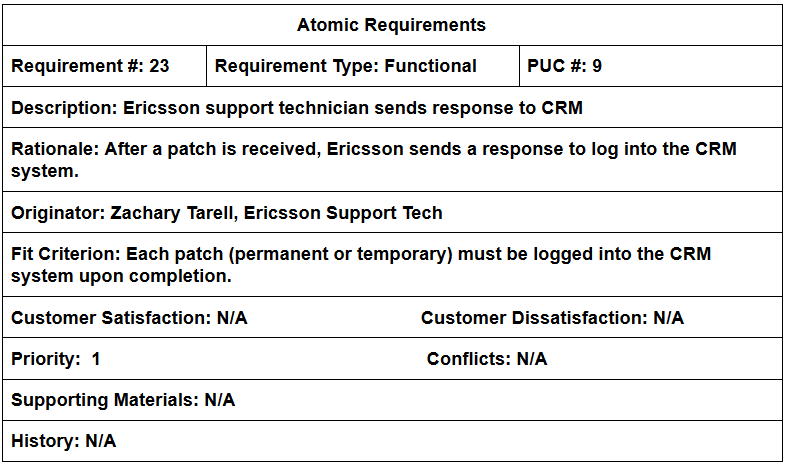 Atomic Requirements
Requirement #: 23 Requirement Type: Functional PUC #: 9
Description: Ericsson support technician sends response to CRM
Rationale: After a patch is received, Ericsson sends a response to log into the CRM
system.
Originator: Zachary Tarell, Ericsson Support Tech
Fit Criterion: Each patch (permanent or temporary) must be logged into the CRM
system upon completion.
Customer Satisfaction: N/A Customer Dissatisfaction: N/A
Priority: 1 Conflicts: N/A
Supporting Materials: N/A
History: N/A